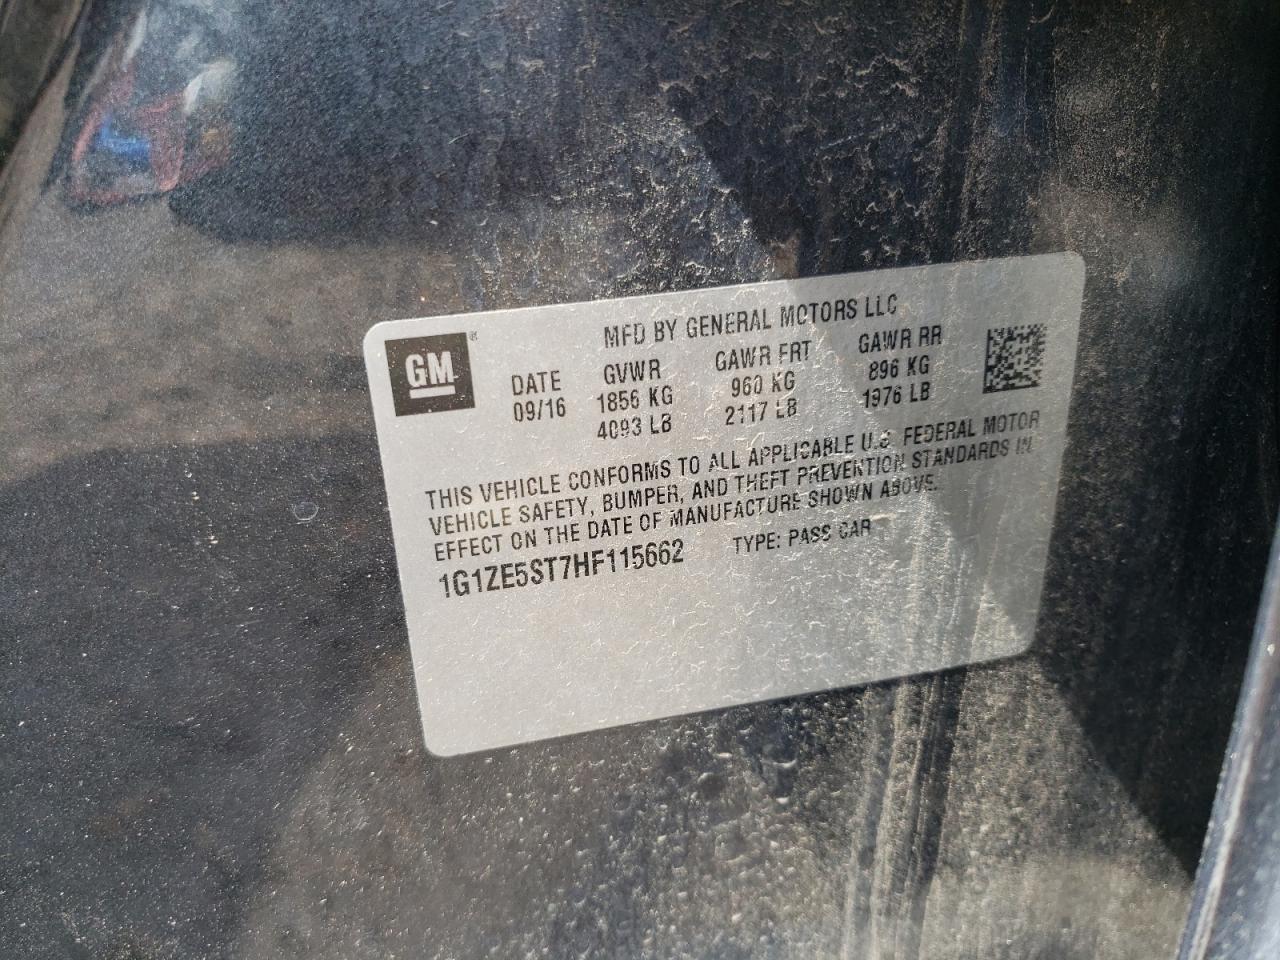 GM®
MFD BY GENERAL MOTORS LLC
DATE GVWR GAWR FRT GAWR RR
09/16 1856 KG 960 KG 896 KG
4093 LB 2117 LB 1976 LB
THIS VEHICLE CONFORMS TO ALL APPLICABLE U.S. FEDERAL MOTOR
VEHICLE SAFETY, BUMPER, AND THEFT PREVENTION STANDARDS IN
EFFECT ON THE DATE OF MANUFACTURE SHOWN ABOVE.
1G1ZE5ST7HF115662 TYPE: PASS CAR